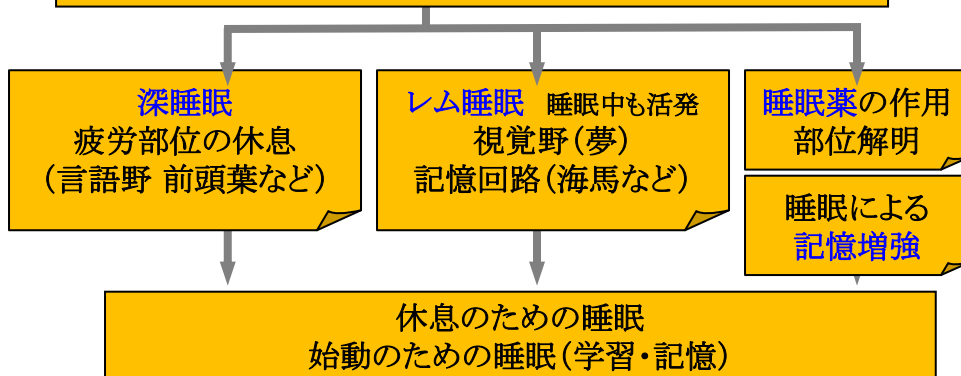 深睡眠
疲労部位の休息
（言語野 前頭葉など）
レム睡眠 睡眠中も活発
視覚野（夢）
記憶回路（海馬など）
睡眠薬の作用
部位解明
睡眠による
記憶増強
休息のための睡眠
始動のための睡眠（学習・記憶）